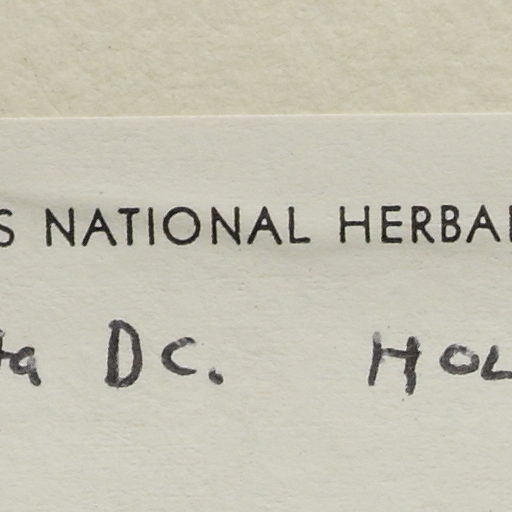 S NATIONAL HERBA
ta DC. HOL